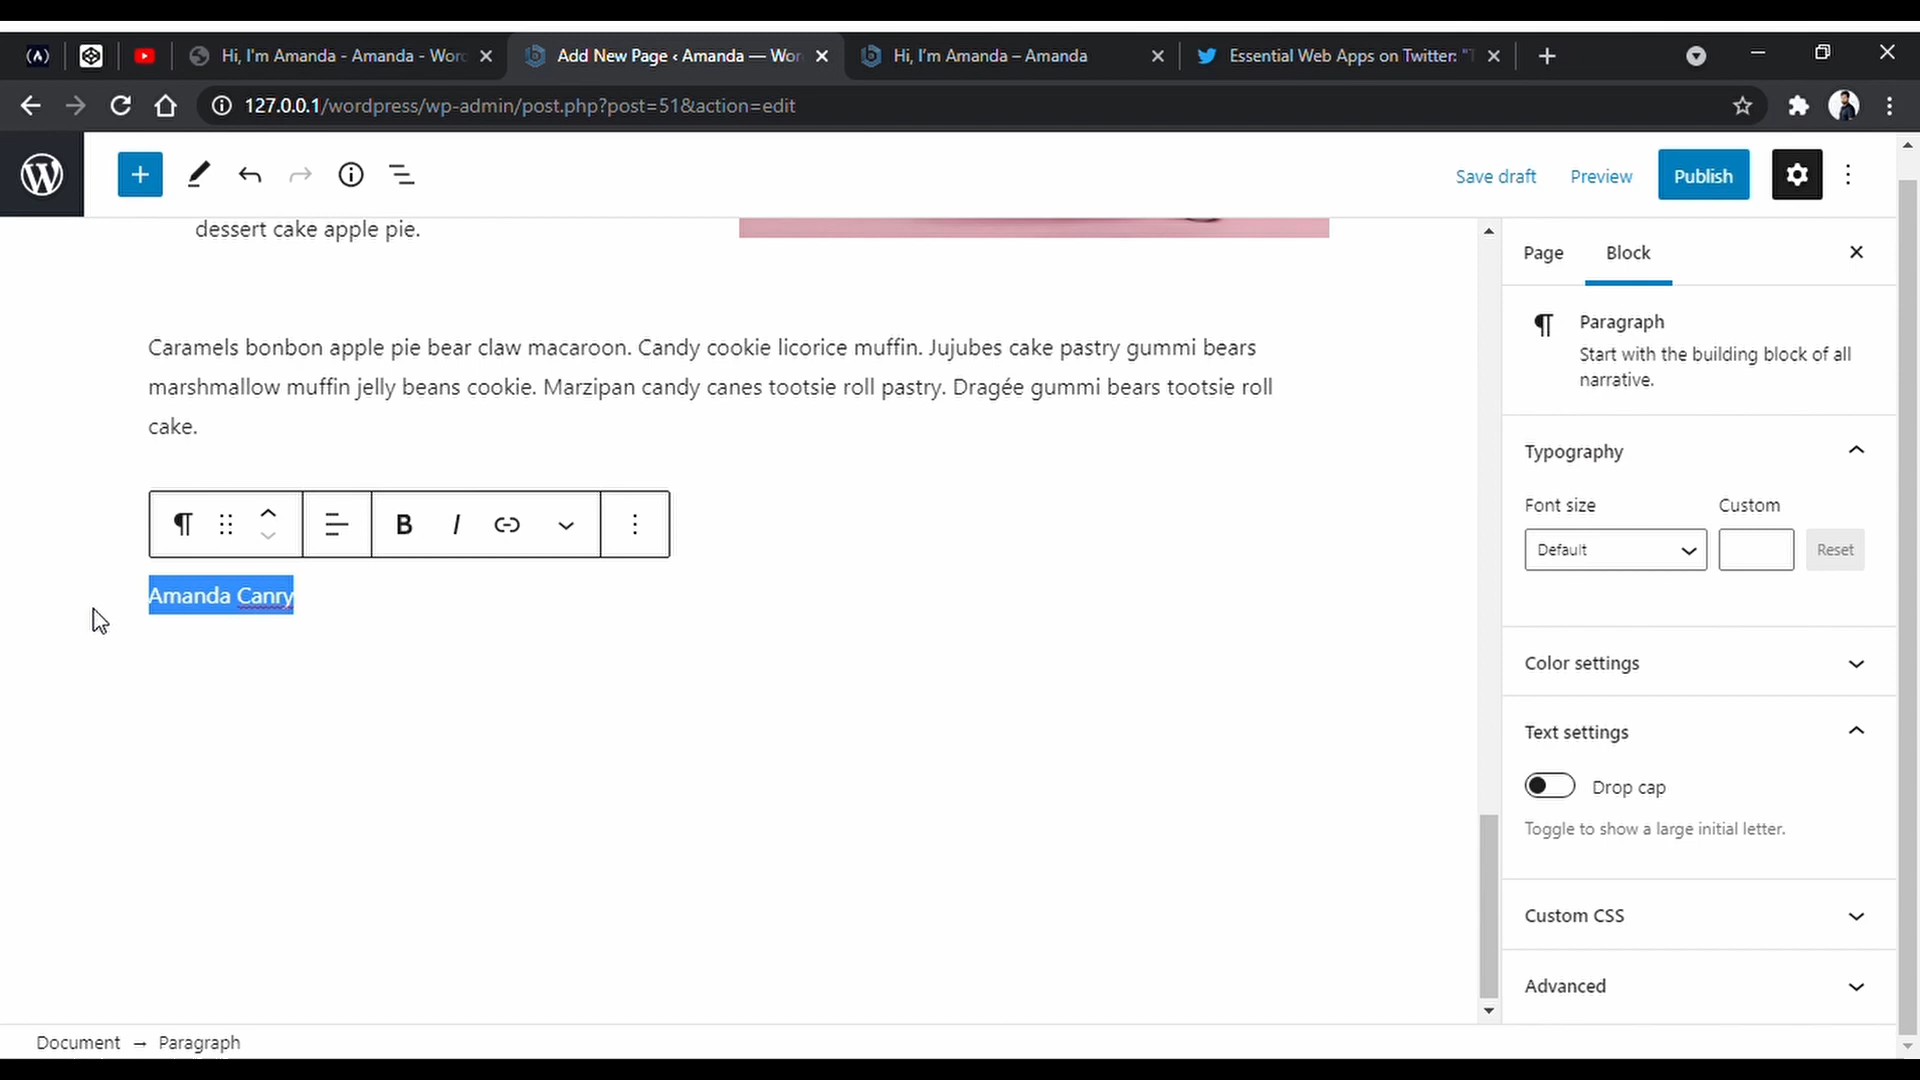 Hi, I'm Amanda - Amanda - Word
Add New Page ‹ Amanda — Wor
Hi, I'm Amanda – Amanda
Essential Web Apps on Twitter: "T
127.0.0.1/wordpress/wp-admin/post.php?post=51&action=edit
Save draft
Preview
Publish
dessert cake apple pie.
Caramels bonbon apple pie bear claw macaroon. Candy cookie licorice muffin. Jujubes cake pastry gummi bears
marshmallow muffin jelly beans cookie. Marzipan candy canes tootsie roll pastry. Dragée gummi bears tootsie roll
cake.
B I
Amanda Canry
Page
Block
Paragraph
Start with the building block of all
narrative.
Typography
Font size
Custom
Default
Reset
Color settings
Text settings
Drop cap
Toggle to show a large initial letter.
Custom CSS
Advanced
Document → Paragraph